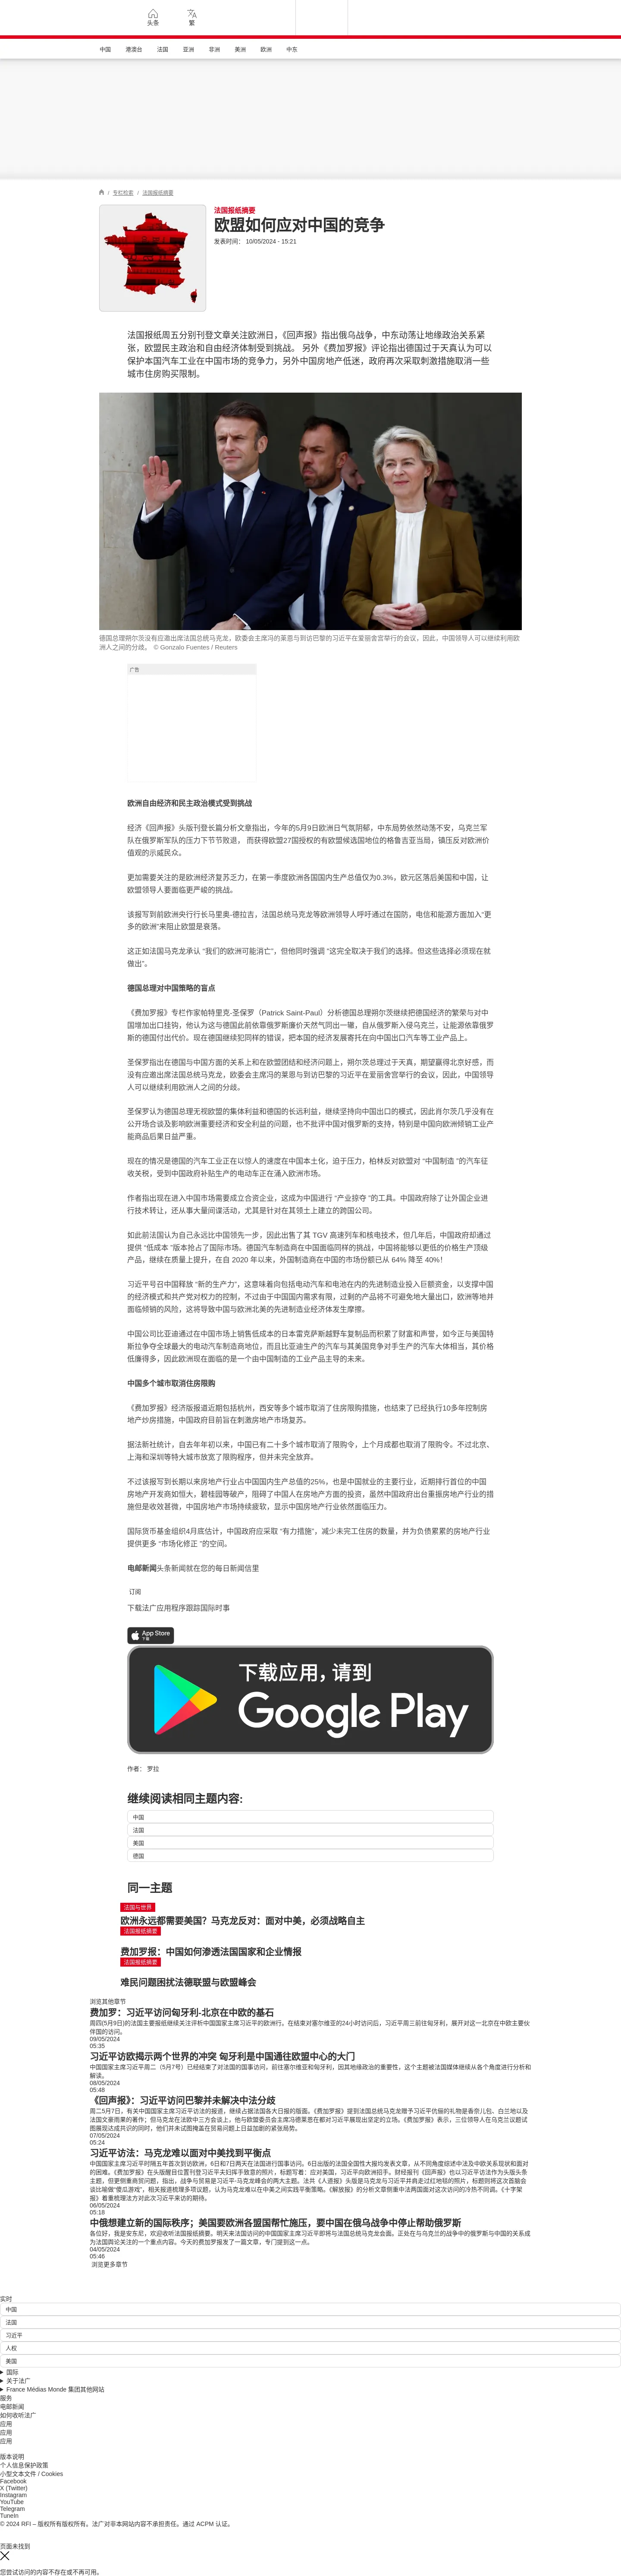 头条
繁
中国
港澳台
法国
亚洲
非洲
美洲
欧洲
中东
/ 专栏检索 / 法国报纸摘要
法国报纸摘要
欧盟如何应对中国的竞争
发表时间： 10/05/2024 - 15:21
法国报纸周五分别刊登文章关注欧洲日，《回声报》指出俄乌战争，中东动荡让地缘政治关系紧
张，欧盟民主政治和自由经济体制受到挑战。 另外《费加罗报》评论指出德国过于天真认为可以
保护本国汽车工业在中国市场的竞争力，另外中国房地产低迷，政府再次采取刺激措施取消一些
城市住房购买限制。
德国总理朔尔茨没有应邀出席法国总统马克龙，欧委会主席冯的莱恩与到访巴黎的习近平在爱丽舍宫举行的会议，因此，中国领导人可以继续利用欧
洲人之间的分歧。 © Gonzalo Fuentes / Reuters
广告
欧洲自由经济和民主政治模式受到挑战
经济《回声报》头版刊登长篇分析文章指出，今年的5月9日欧洲日气氛阴郁，中东局势依然动荡不安，乌克兰军
队在俄罗斯军队的压力下节节败退， 而获得欧盟27国授权的有欧盟候选国地位的格鲁吉亚当局，镇压反对欧洲价
值观的示威民众。
更加需要关注的是欧洲经济复苏乏力，在第一季度欧洲各国国内生产总值仅为0.3%，欧元区落后美国和中国，让
欧盟领导人要面临更严峻的挑战。
该报写到前欧洲央行行长马里奥-德拉吉，法国总统马克龙等欧洲领导人呼吁通过在国防，电信和能源方面加入“更
多的欧洲”来阻止欧盟是衰落。
这正如法国马克龙承认 “我们的欧洲可能消亡”，但他同时强调 “这完全取决于我们的选择。但这些选择必须现在就
做出”。
德国总理对中国策略的盲点
《费加罗报》专栏作家帕特里克-圣保罗（Patrick Saint-Paul）分析德国总理朔尔茨继续把德国经济的繁荣与对中
国增加出口挂钩，他认为这与德国此前依靠俄罗斯廉价天然气同出一辙，自从俄罗斯入侵乌克兰，让能源依靠俄罗
斯的德国付出代价。现在德国继续犯同样的错误，把本国的经济发展寄托在向中国出口汽车等工业产品上。
圣保罗指出在德国与中国方面的关系上和在欧盟团结和经济问题上，朔尔茨总理过于天真，期望赢得北京好感，而
没有应邀出席法国总统马克龙，欧委会主席冯的莱恩与到访巴黎的习近平在爱丽舍宫举行的会议，因此，中国领导
人可以继续利用欧洲人之间的分歧。
圣保罗认为德国总理无视欧盟的集体利益和德国的长远利益，继续坚持向中国出口的模式，因此肖尔茨几乎没有在
公开场合谈及影响欧洲重要经济和安全利益的问题，也不批评中国对俄罗斯的支持，特别是中国向欧洲倾销工业产
能商品后果日益严重。
现在的情况是德国的汽车工业正在以惊人的速度在中国本土化，迫于压力，柏林反对欧盟对 “中国制造 ”的汽车征
收关税，受到中国政府补贴生产的电动车正在涌入欧洲市场。
作者指出现在进入中国市场需要成立合资企业，这成为中国进行 “产业掠夺 ”的工具。中国政府除了让外国企业进
行技术转让，还从事大量间谍活动，尤其是针对在其领土上建立的跨国公司。
如此前法国认为自己永远比中国领先一步，因此出售了其 TGV 高速列车和核电技术，但几年后，中国政府却通过
提供 “低成本 ”版本抢占了国际市场。德国汽车制造商在中国面临同样的挑战，中国将能够以更低的价格生产顶级
产品，继续在质量上提升，在自 2020 年以来，外国制造商在中国的市场份额已从 64% 降至 40%！
习近平号召中国释放 “新的生产力”，这意味着向包括电动汽车和电池在内的先进制造业投入巨额资金，以支撑中国
的经济模式和共产党对权力的控制，不过由于中国国内需求有限，过剩的产品将不可避免地大量出口，欧洲等地并
面临倾销的风险，这将导致中国与欧洲北美的先进制造业经济体发生摩擦。
中国公司比亚迪通过在中国市场上销售低成本的日本雷克萨斯越野车复制品而积累了财富和声誉，如今正与美国特
斯拉争夺全球最大的电动汽车制造商地位，而且比亚迪生产的汽车与其美国竞争对手生产的汽车大体相当，其价格
低廉得多，因此欧洲现在面临的是一个由中国制造的工业产品主导的未来。
中国多个城市取消住房限购
《费加罗报》经济版报道近期包括杭州，西安等多个城市取消了住房限购措施，也结束了已经执行10多年控制房
地产炒房措施，中国政府目前旨在刺激房地产市场复苏。
据法新社统计，自去年年初以来，中国已有二十多个城市取消了限购令，上个月成都也取消了限购令。不过北京、
上海和深圳等特大城市放宽了限购程序，但并未完全放弃。
不过该报写到长期以来房地产行业占中国国内生产总值的25%，也是中国就业的主要行业，近期排行首位的中国
房地产开发商如恒大，碧桂园等破产，阻碍了中国人在房地产方面的投资，虽然中国政府出台重振房地产行业的措
施但是收效甚微，中国房地产市场持续疲软，显示中国房地产行业依然面临压力。
国际货币基金组织4月底估计，中国政府应采取 “有力措施”，减少未完工住房的数量，并为负债累累的房地产行业
提供更多 “市场化修正 ”的空间。
电邮新闻头条新闻就在您的每日新闻信里
订阅
下载法广应用程序跟踪国际时事
App Store
下载
下载应用，请到
Google Play
作者： 罗拉
继续阅读相同主题内容:
中国
法国
美国
德国
同一主题
法国与世界
欧洲永远都需要美国？马克龙反对：面对中美，必须战略自主
法国报纸摘要
费加罗报：中国如何渗透法国国家和企业情报
法国报纸摘要
难民问题困扰法德联盟与欧盟峰会
浏览其他章节
费加罗：习近平访问匈牙利-北京在中欧的基石
周四(5月9日)的法国主要报纸继续关注评析中国国家主席习近平的欧洲行。在结束对塞尔维亚的24小时访问后，习近平周三前往匈牙利，展开对这一北京在中欧主要伙
伴国的访问。
09/05/2024
05:35
习近平访欧揭示两个世界的冲突 匈牙利是中国通往欧盟中心的大门
中国国家主席习近平周二（5月7号）已经结束了对法国的国事访问，前往塞尔维亚和匈牙利，因其地缘政治的重要性，这个主题被法国媒体继续从各个角度进行分析和
解读。
08/05/2024
05:48
《回声报》：习近平访问巴黎并未解决中法分歧
周二5月7日，有关中国国家主席习近平访法的报道，继续占据法国各大日报的版面。《费加罗报》提到法国总统马克龙赠予习近平优俪的礼物是香奈儿包、白兰地以及
法国文豪雨果的著作；但马克龙在法欧中三方会谈上，他与欧盟委员会主席冯德莱恩在都对习近平展现出坚定的立场。《费加罗报》表示，三位领导人在乌克兰议题试
图展现达成共识的同时，他们并未试图掩盖在贸易问题上日益加剧的紧张局势。
07/05/2024
05:24
习近平访法：马克龙难以面对中美找到平衡点
中国国家主席习近平时隔五年首次到访欧洲，6日和7日两天在法国进行国事访问。6日出版的法国全国性大报均发表文章，从不同角度综述中法及中欧关系现状和面对
的困难。《费加罗报》在头版醒目位置刊登习近平夫妇挥手致意的照片，标题写着：应对美国，习近平向欧洲招手。财经报刊《回声报》也以习近平访法作为头版头条
主题，但更侧重商贸问题，指出，战争与贸易是习近平-马克龙峰会的两大主题。法共《人道报》头版是马克龙与习近平并肩走过红地毯的照片，标题则将这次首脑会
谈比喻做“傻瓜游戏”，相关报道梳理多项议题，认为马克龙难以在中美之间实践平衡策略。《解放报》的分析文章侧重中法两国面对这次访问的冷热不同调。《十字架
报》着重梳理法方对此次习近平来访的期待。
06/05/2024
05:18
中俄想建立新的国际秩序；美国要欧洲各盟国帮忙施压，要中国在俄乌战争中停止帮助俄罗斯
各位好，我是安东尼，欢迎收听法国报纸摘要。明天来法国访问的中国国家主席习近平即将与法国总统马克龙会面。正处在与乌克兰的战争中的俄罗斯与中国的关系成
为法国舆论关注的一个重点内容。今天的费加罗报发了一篇文章，专门提到这一点。
04/05/2024
05:46
浏览更多章节
实时
中国
法国
习近平
人权
美国
国际
关于法广
France Médias Monde 集团其他网站
服务
电邮新闻
如何收听法广
应用
应用
应用
版本说明
个人信息保护政策
小型文本文件 / Cookies
Facebook
X (Twitter)
Instagram
YouTube
Telegram
TuneIn
© 2024 RFI – 版权所有版权所有。法广对非本网站内容不承担责任。通过 ACPM 认证。
页面未找到
您尝试访问的内容不存在或不再可用。